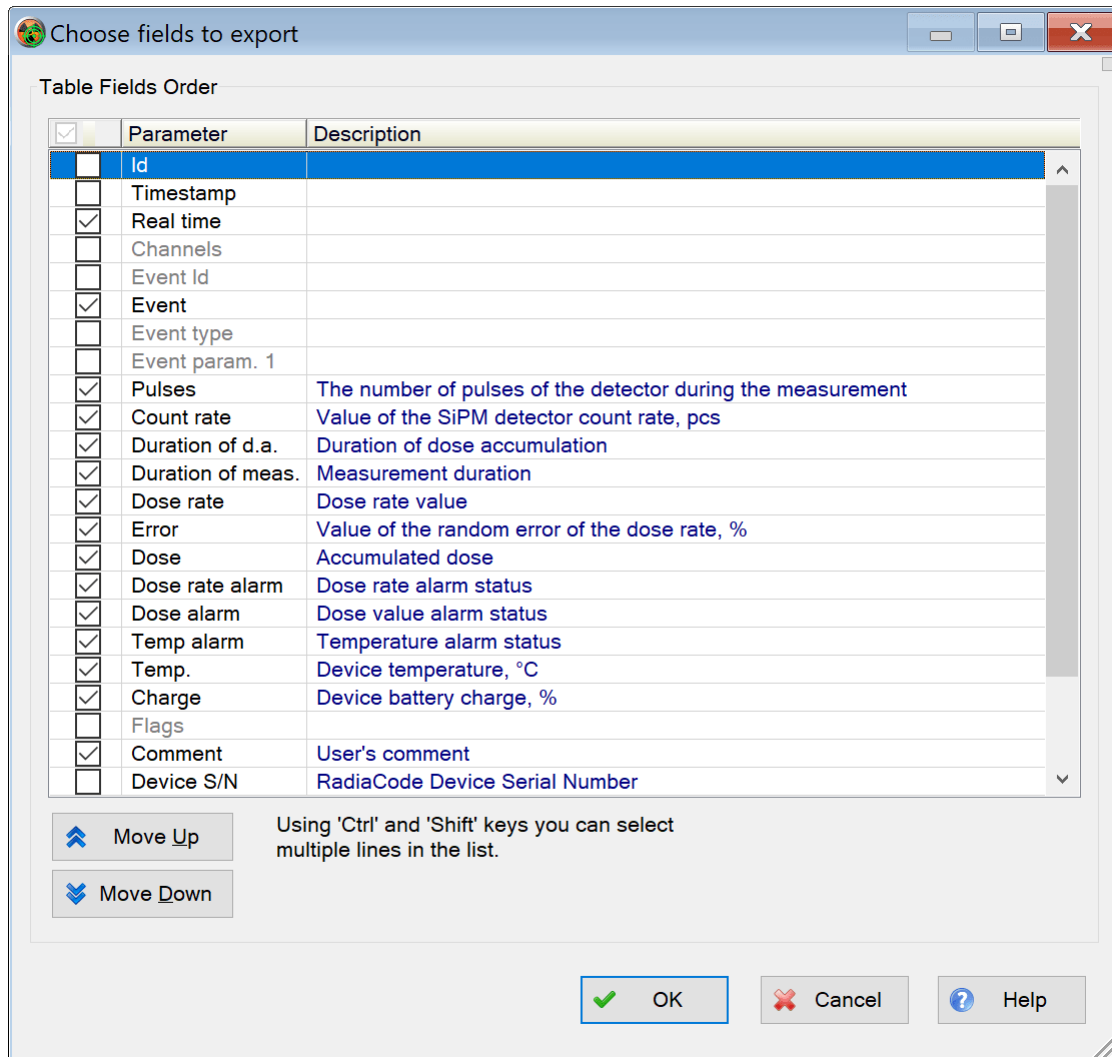 Choose fields to export
Table Fields Order
Parameter Description
Id
Timestamp
Real time
Channels
Event Id
Event
Event type
Event param. 1
Pulses The number of pulses of the detector during the measurement
Count rate Value of the SiPM detector count rate, pcs
Duration of d.a. Duration of dose accumulation
Duration of meas. Measurement duration
Dose rate Dose rate value
Error Value of the random error of the dose rate, %
Dose Accumulated dose
Dose rate alarm Dose rate alarm status
Dose alarm Dose value alarm status
Temp alarm Temperature alarm status
Temp. Device temperature, °C
Charge Device battery charge, %
Flags
Comment User's comment
Device S/N RadiaCode Device Serial Number
Move Up
Using 'Ctrl' and 'Shift' keys you can select
multiple lines in the list.
Move Down
OK Cancel Help